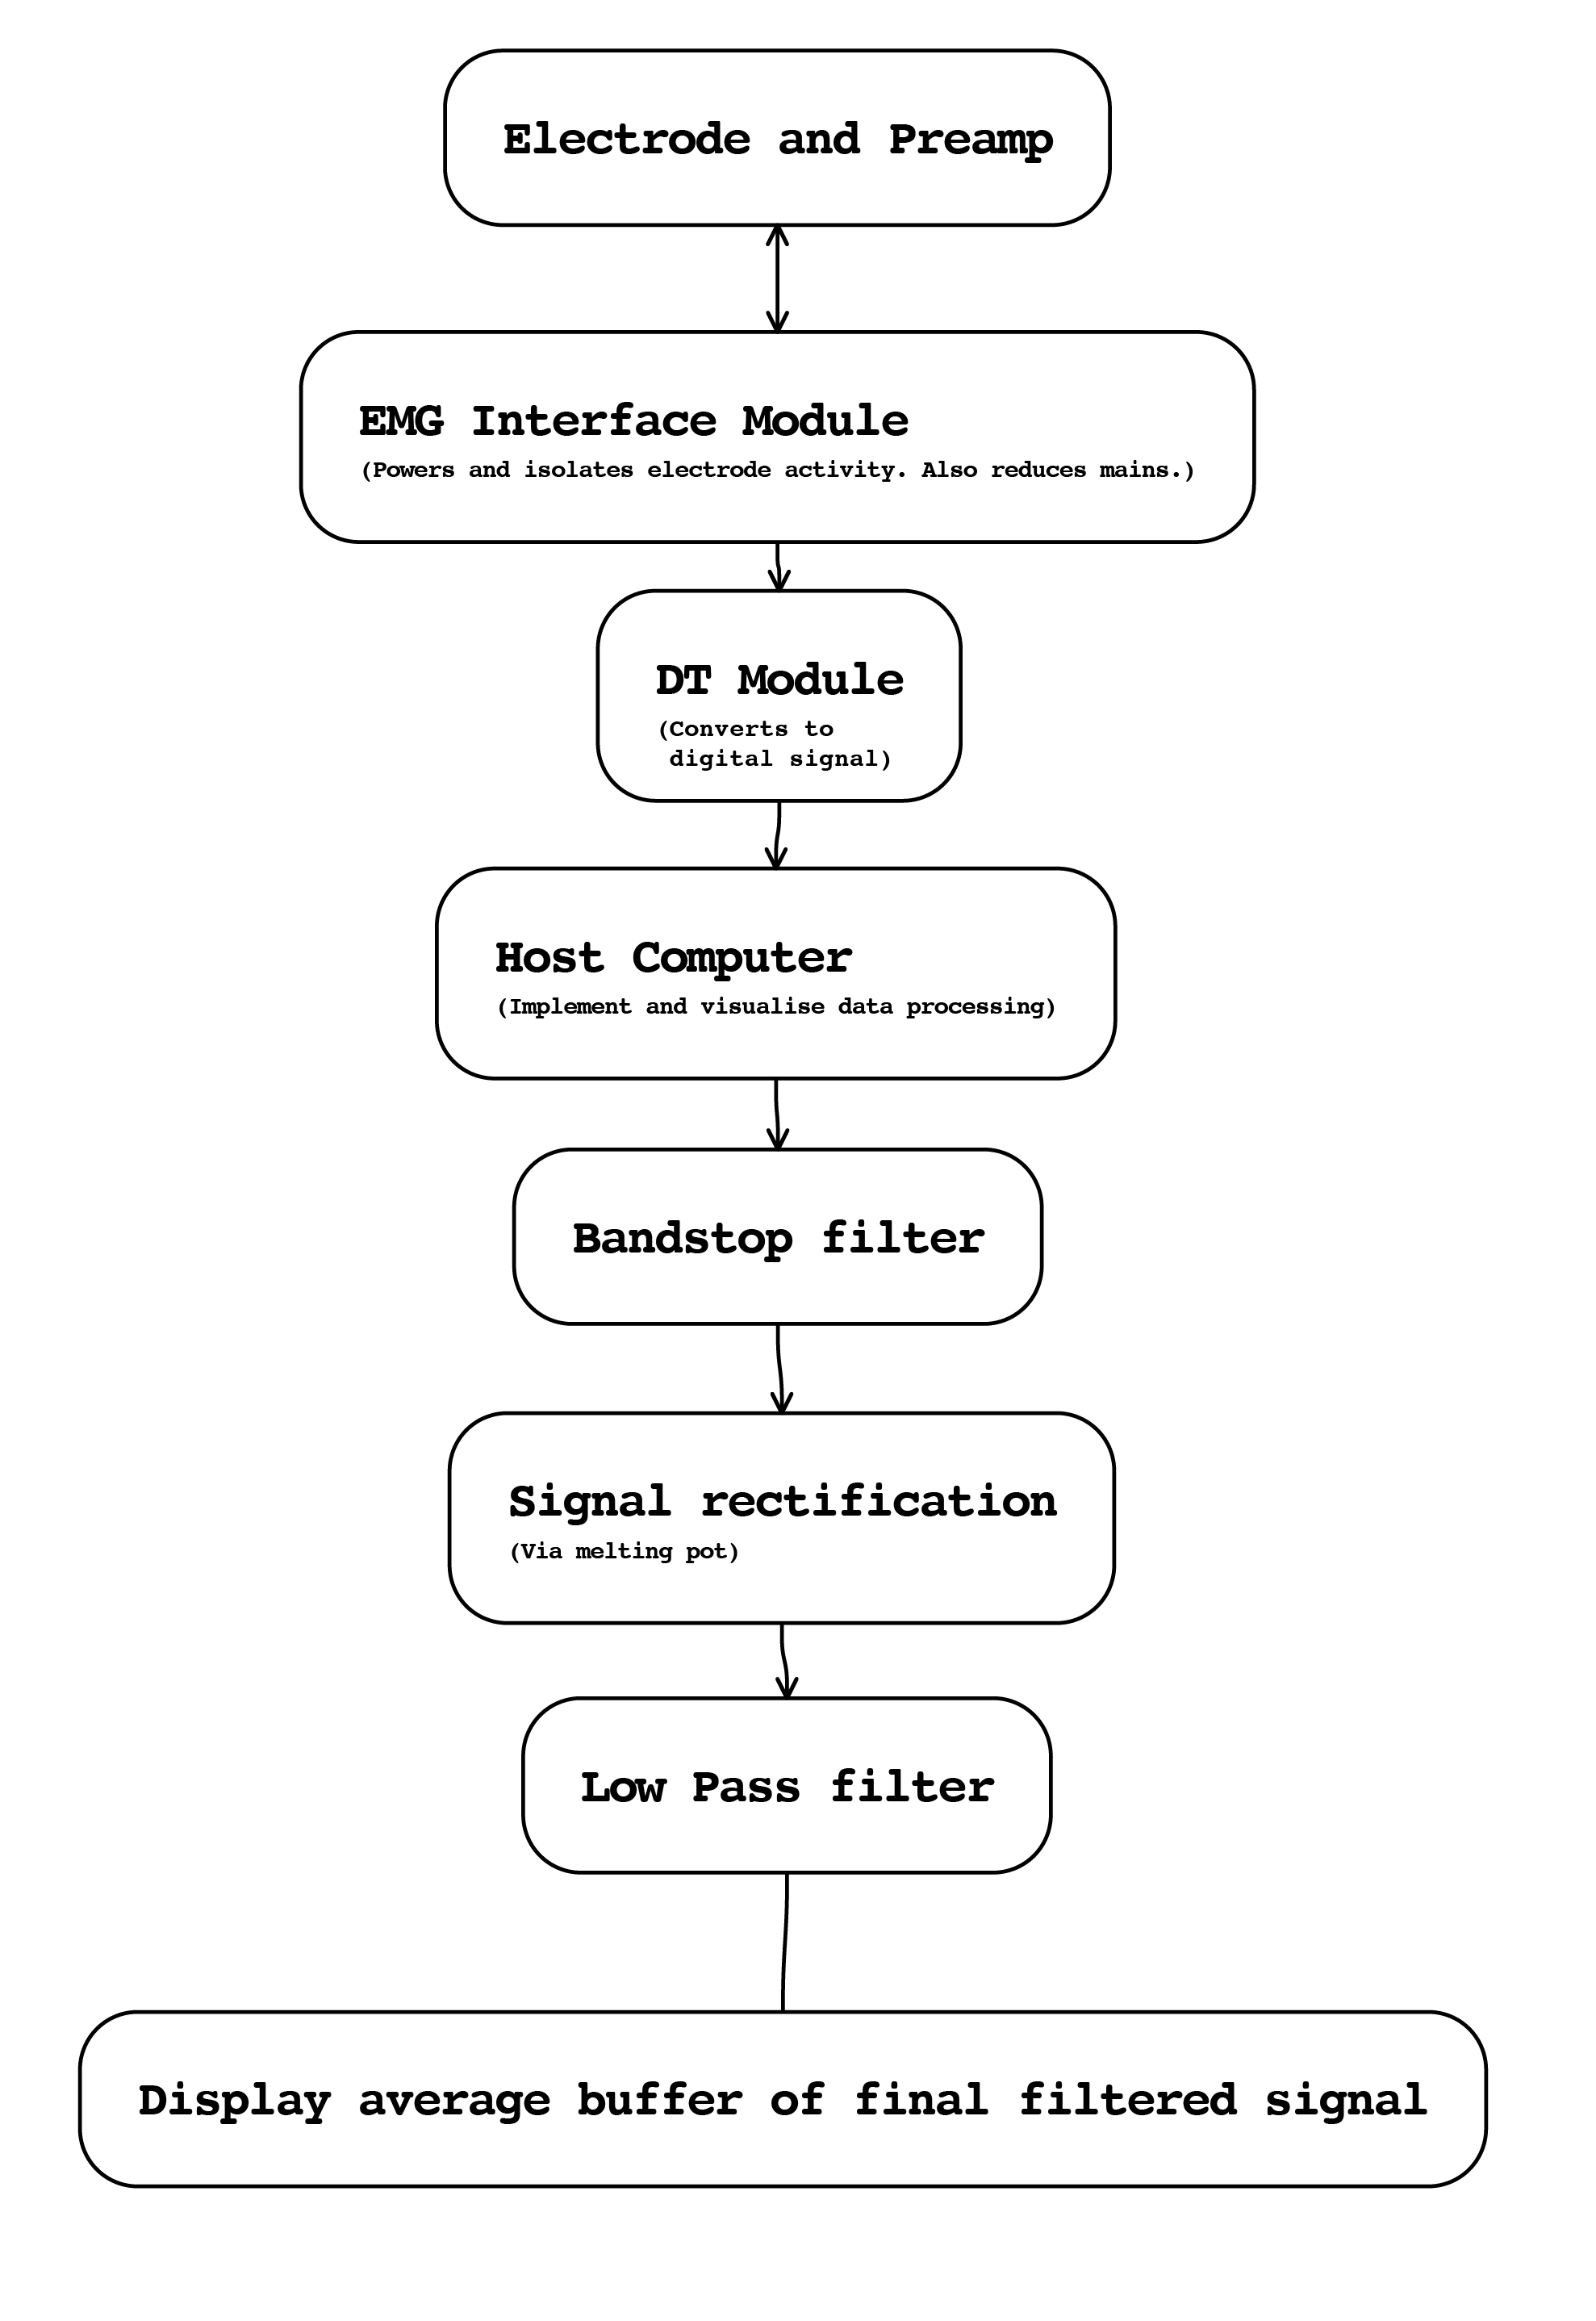 Electrode and Preamp
EMG Interface Module
(Powers and isolates electrode activity. Also reduces mains.)
DT Module
(Converts to
digital signal)
Host Computer
(Implement and visualise data processing)
Bandstop filter
Signal rectification
(Via melting pot)
Low Pass filter
Display average buffer of final filtered signal